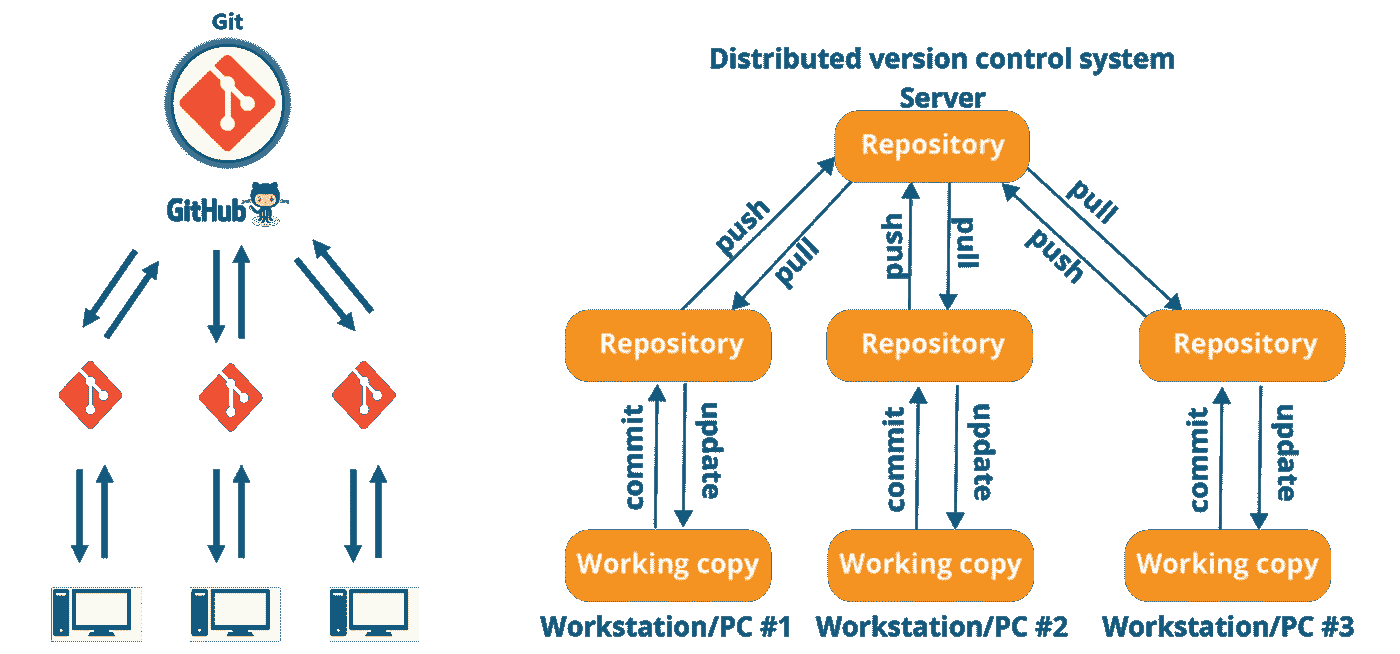 Git
GitHub
Distributed version control system
Server
Repository
push
pull
push
pull
pull
push
Repository
Repository
Repository
commit
update
commit
update
commit
update
Working copy
Working copy
Working copy
Workstation/PC #1
Workstation/PC #2
Workstation/PC #3